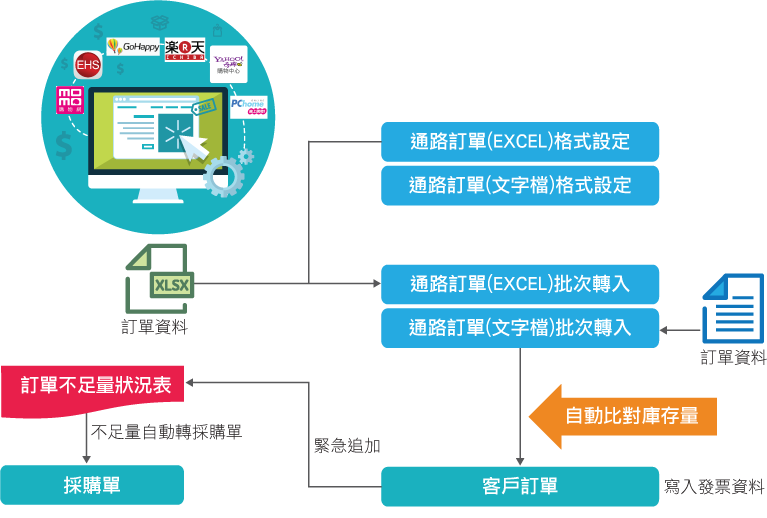 GoHappy
楽R天
ICHIBA
EHS
YAHOO!
奇摩
購物中心
momo
購物網
PChome
SALE
通路訂單(EXCEL)格式設定
通路訂單(文字檔)格式設定
XLSX
訂單資料
通路訂單(EXCEL)批次轉入
通路訂單(文字檔)批次轉入
訂單資料
訂單不足量狀況表
自動比對庫存量
不足量自動轉採購單
緊急追加
採購單
客戶訂單
寫入發票資料